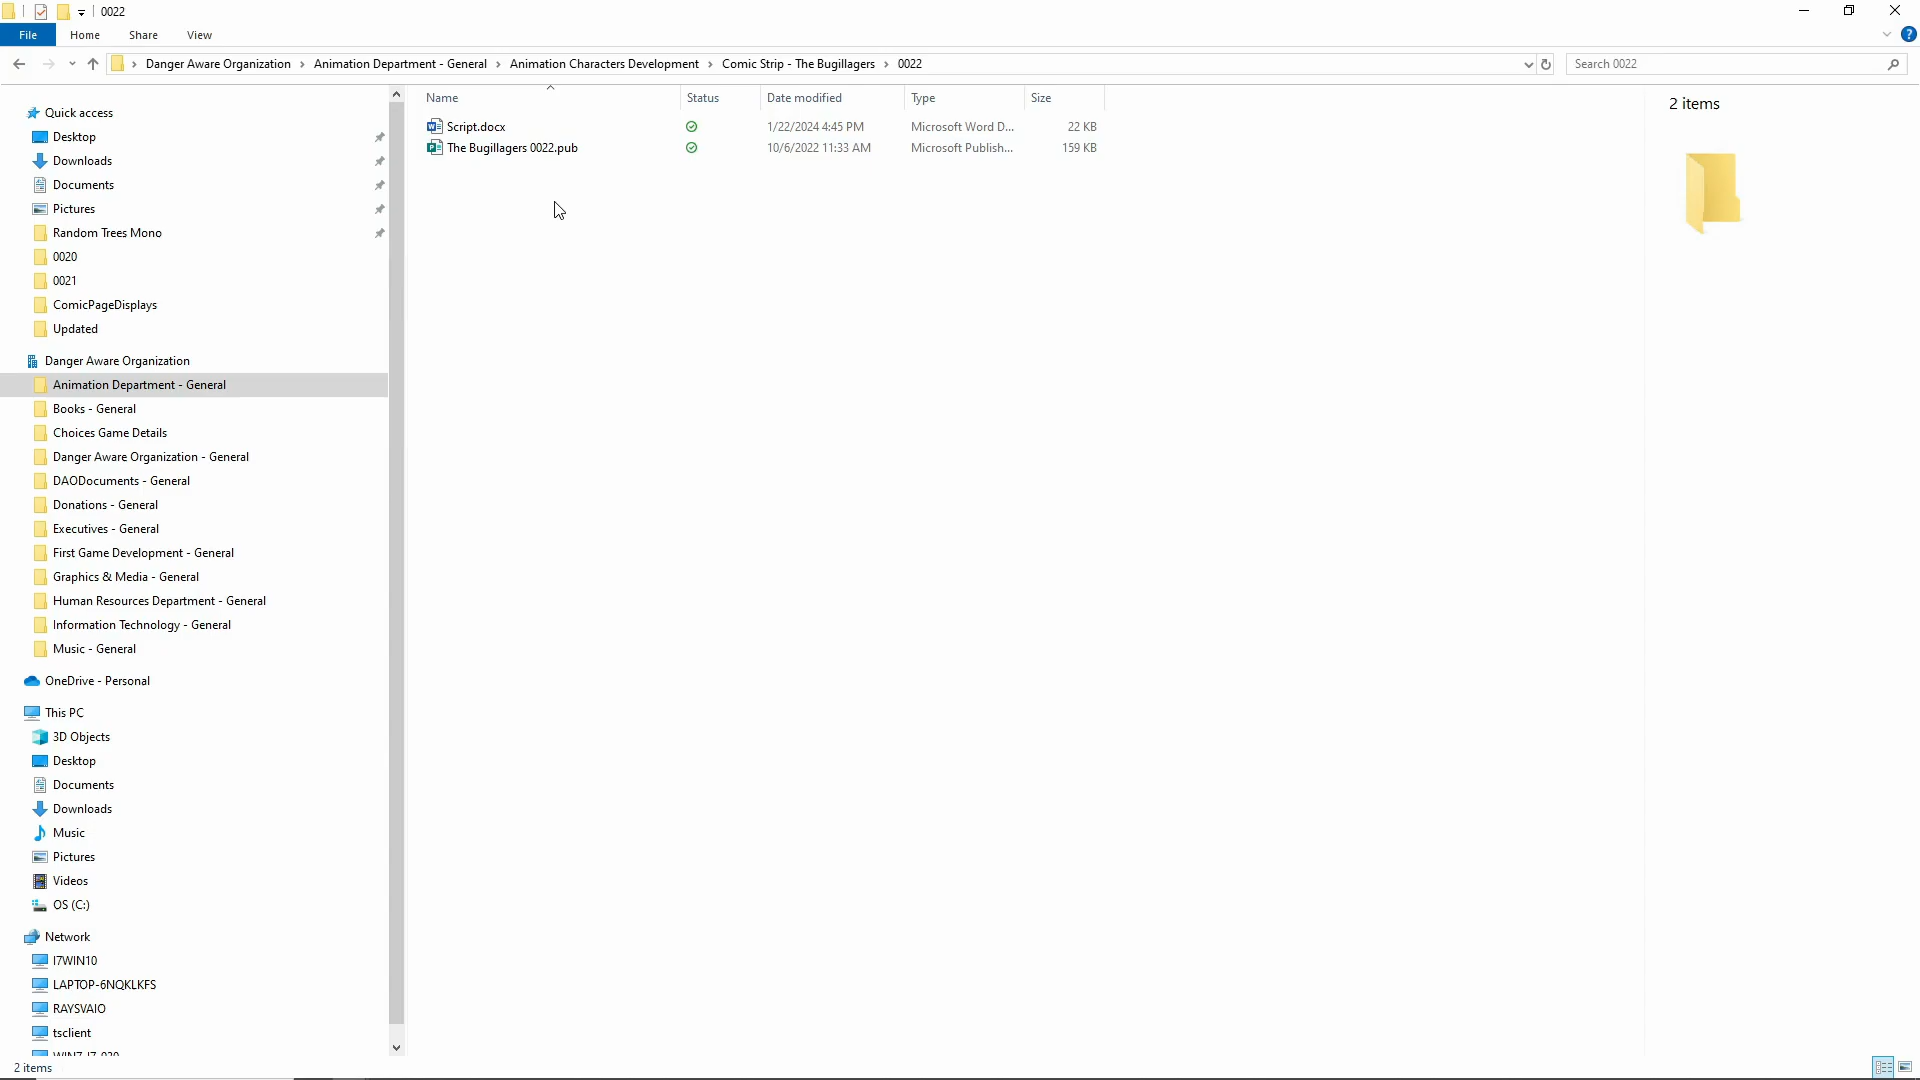 0022
File Home Share View
Danger Aware Organization Animation Department - General Animation Characters Development Comic Strip - The Bugillagers 0022 Search 0022
Name Status Date modified Type Size
Script.docx 1/22/2024 4:45 PM Microsoft Word D... 22 KB
The Bugillagers 0022.pub 10/6/2022 11:33 AM Microsoft Publish... 159 KB
2 items
Quick access
Desktop
Downloads
Documents
Pictures
Random Trees Mono
0020
0021
ComicPageDisplays
Updated
Danger Aware Organization
Animation Department - General
Books - General
Choices Game Details
Danger Aware Organization - General
DAODocuments - General
Donations - General
Executives - General
First Game Development - General
Graphics & Media - General
Human Resources Department - General
Information Technology - General
Music - General
OneDrive - Personal
This PC
3D Objects
Desktop
Documents
Downloads
Music
Pictures
Videos
OS (C:)
Network
I7WIN10
LAPTOP-6NQKLKFS
RAYSVAIO
tsclient
2 items